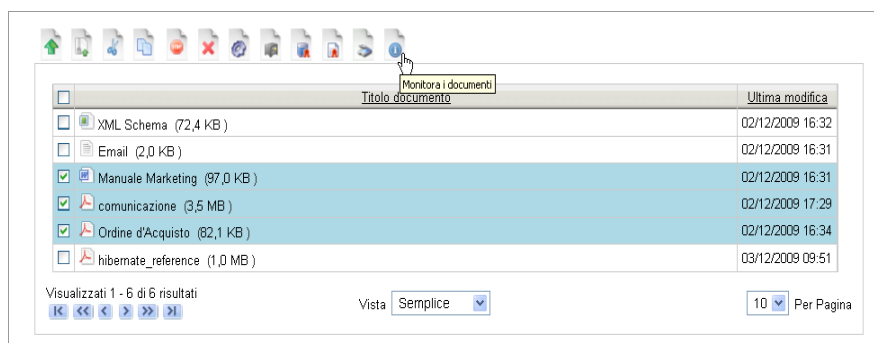 Monitora i documenti
Titolo documento Ultima modifica
XML Schema (72,4 KB ) 02/12/2009 16:32
Email (2,0 KB ) 02/12/2009 16:31
Manuale Marketing (97,0 KB ) 02/12/2009 16:31
comunicazione (3,5 MB ) 02/12/2009 17:29
Ordine d'Acquisto (82,1 KB ) 02/12/2009 16:34
hibernate_reference (1,0 MB ) 03/12/2009 09:51
Visualizzati 1 - 6 di 6 risultati
Vista Semplice 10 Per Pagina